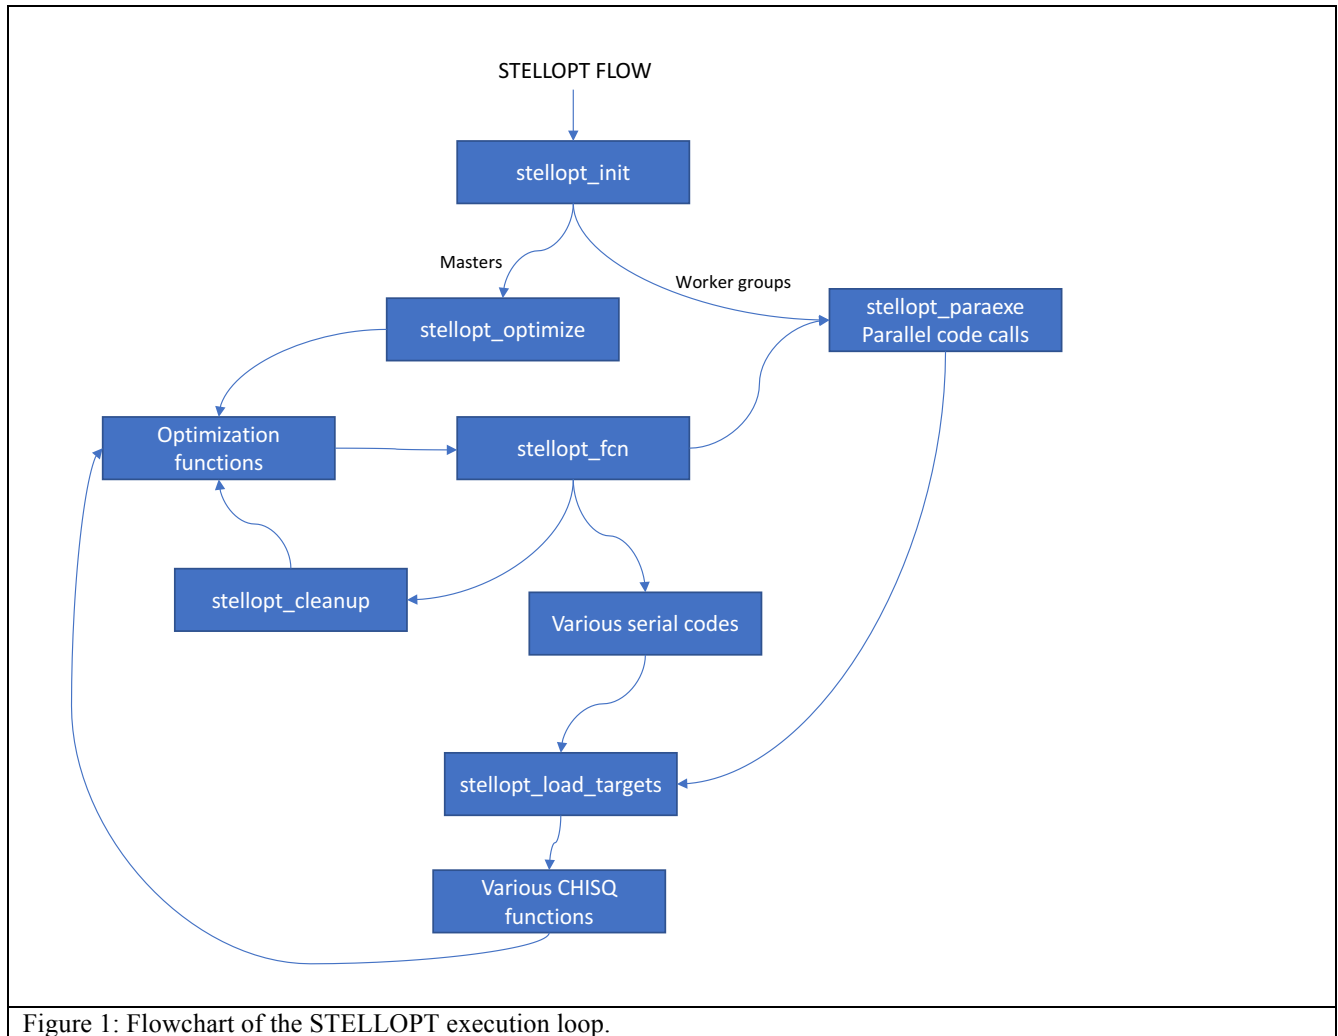 STELLOPT FLOW
stellopt_init
Masters
Worker groups
stellopt_optimize
stellopt_paraexe
Parallel code calls
Optimization
functions
stellopt_fcn
stellopt_cleanup
Various serial codes
stellopt_load_targets
Various CHISQ
functions
Figure 1: Flowchart of the STELLOPT execution loop.